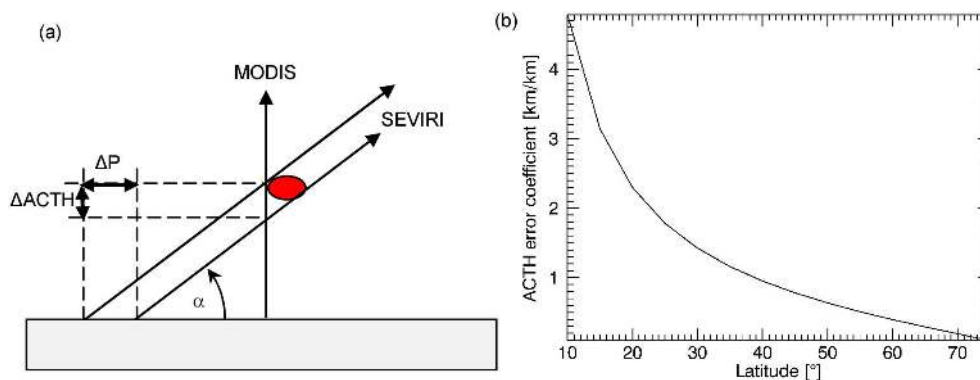 (a)
MODIS
SEVIRI
ΔP
ΔACTH
α
(b)
ACTH error coefficient [km/km]
4
3
2
1
10 20 30 40 50 60 70
Latitude [°]